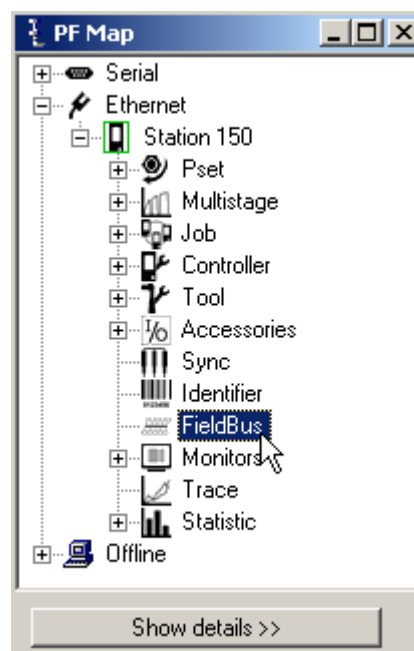 PF Map
Serial
Ethernet
Station 150
Pset
Multistage
Job
Controller
Tool
I/O Accessories
Sync
Identifier
FieldBus
Monitors
Trace
Statistic
Offline
Show details >>